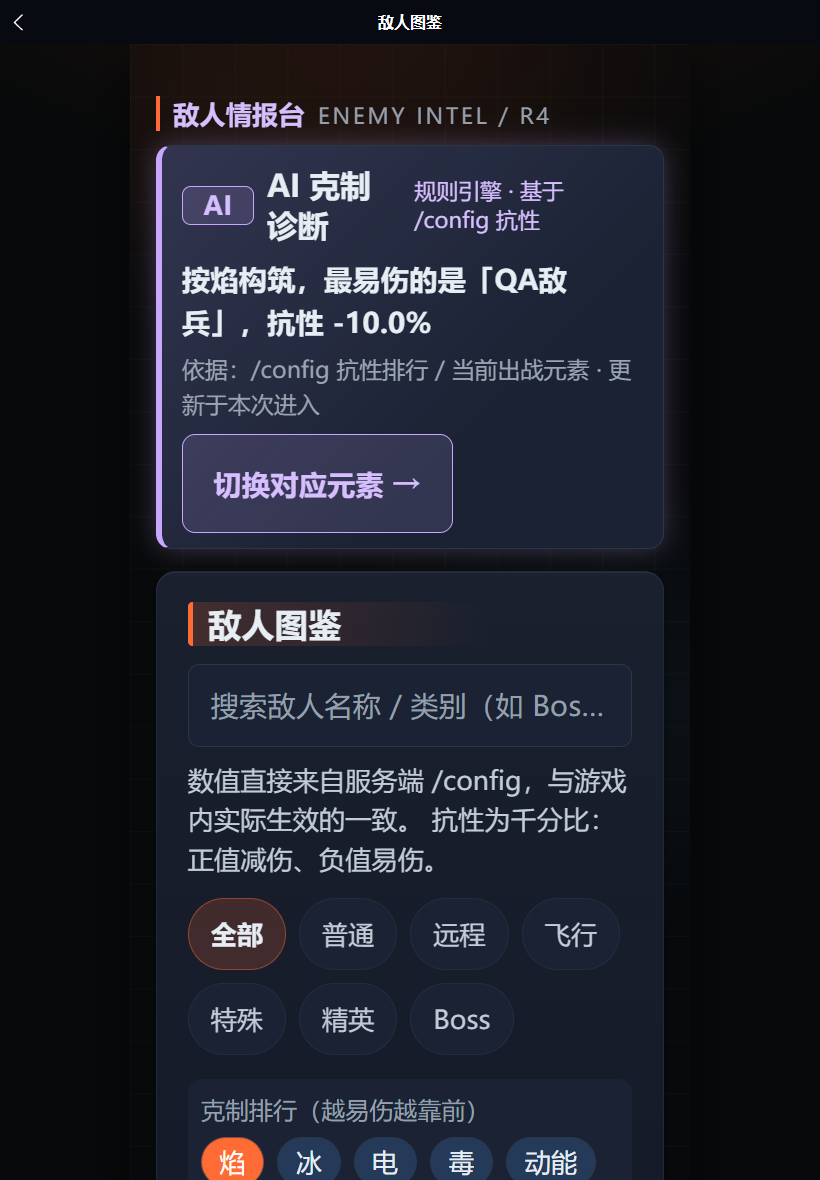 敌人图鉴
敌人情报台 ENEMY INTEL / R4
AI
AI 克制
诊断
规则引擎 · 基于
/config 抗性
按焰构筑，最易伤的是「QA敌
兵」，抗性 -10.0%
依据：/config 抗性排行 / 当前出战元素 · 更
新于本次进入
切换对应元素 →
敌人图鉴
搜索敌人名称 / 类别（如 Bos...
数值直接来自服务端 /config，与游戏
内实际生效的一致。 抗性为千分比：
正值减伤、负值易伤。
全部 普通 远程 飞行
特殊 精英 Boss
克制排行（越易伤越靠前）
焰 冰 电 毒 动能